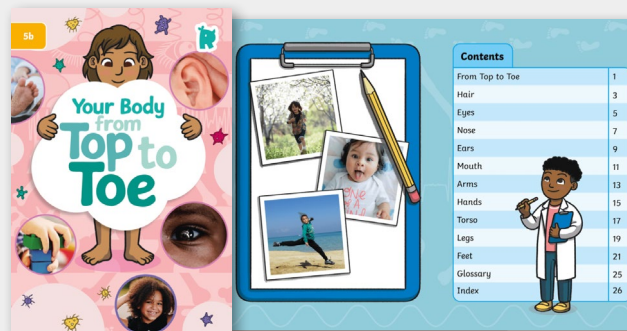 5b
R
Your Body
from
Top to
Toe
Contents
From Top to Toe 1
Hair 3
Eyes 5
Nose 7
Ears 9
Mouth 11
Arms 13
Hands 15
Torso 17
Legs 19
Feet 21
Glossary 25
Index 26